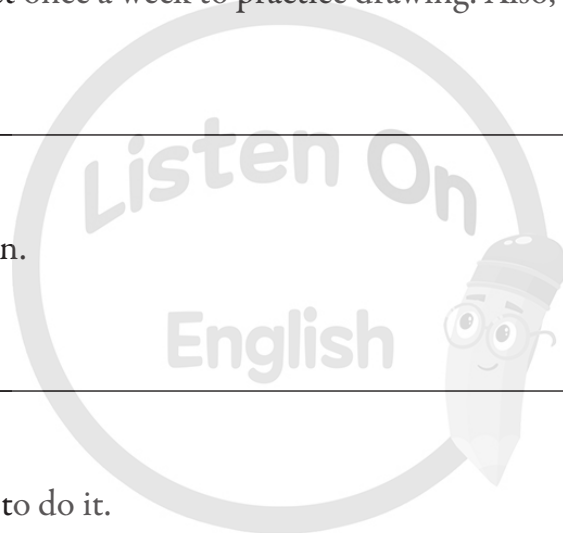 once a week to practice drawing. Also,
Listen On
n.
English
to do it.